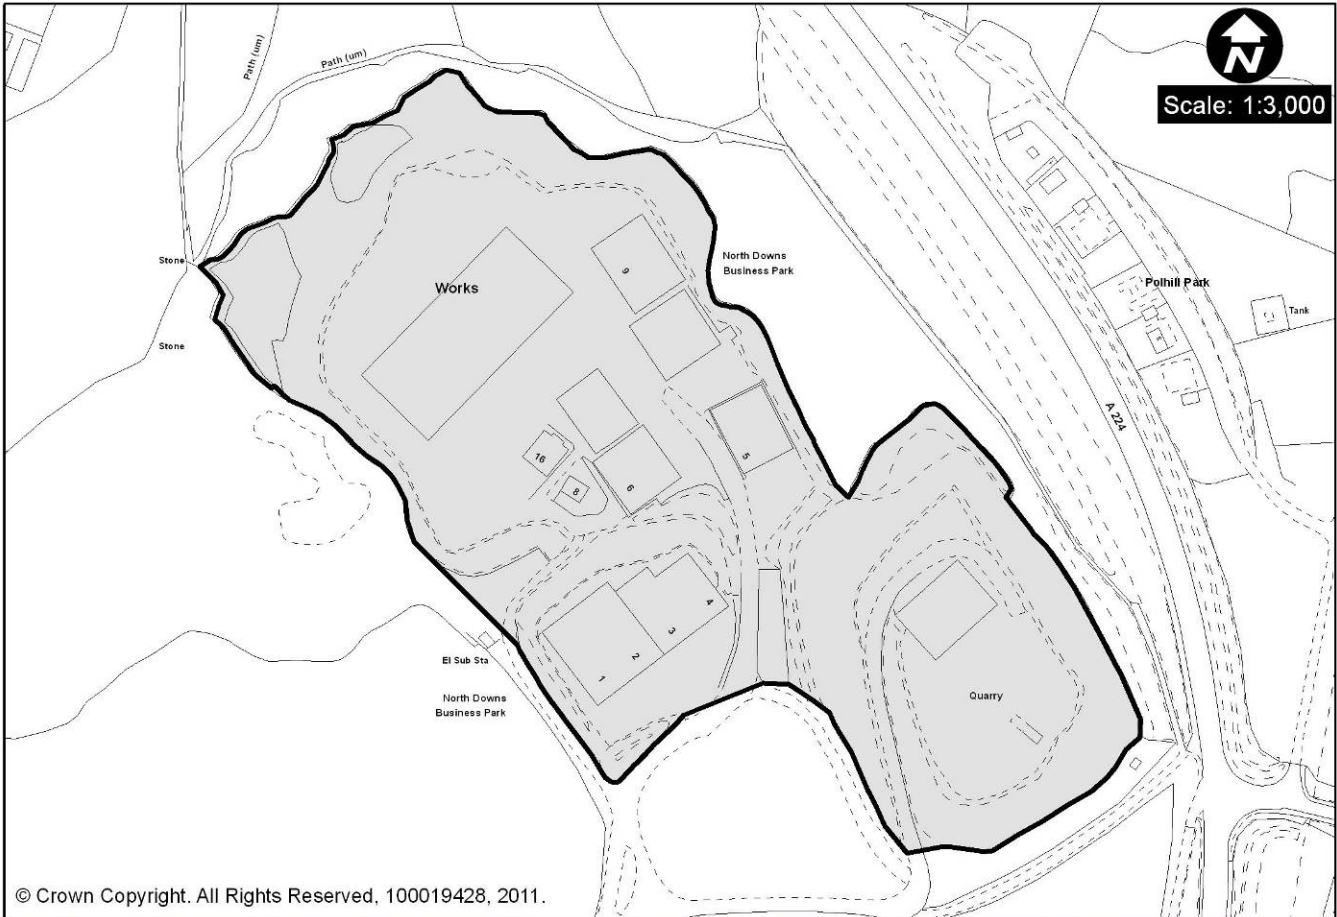 Path (um)
Path (um)
N
Scale: 1:3,000
Stone
Works
9
North Downs
Business Park
Polhill Park
Tank
Stone
A 224
5
16
8
6
4
3
2
1
El Sub Sta
North Downs
Business Park
Quarry
© Crown Copyright. All Rights Reserved, 100019428, 2011.